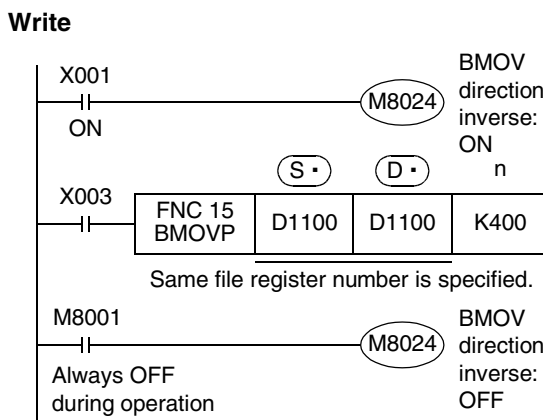 Write
X001
ON
M8024
BMOV
direction
inverse:
ON
S・
D・
n
X003
FNC 15
BMOVP
D1100
D1100
K400
Same file register number is specified.
M8001
Always OFF
during operation
M8024
BMOV
direction
inverse:
OFF